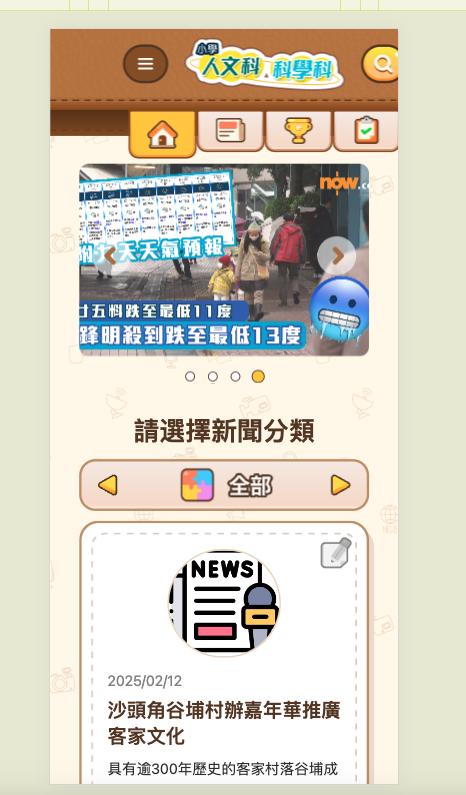 小學
人文科 科學科
now.co
附九天天氣預報
廿五料跌至最低11度
鋒明殺到跌至最低13度
請選擇新聞分類
全部
NEWS
2025/02/12
沙頭角谷埔村辦嘉年華推廣
客家文化
具有逾300年歷史的客家村落谷埔成